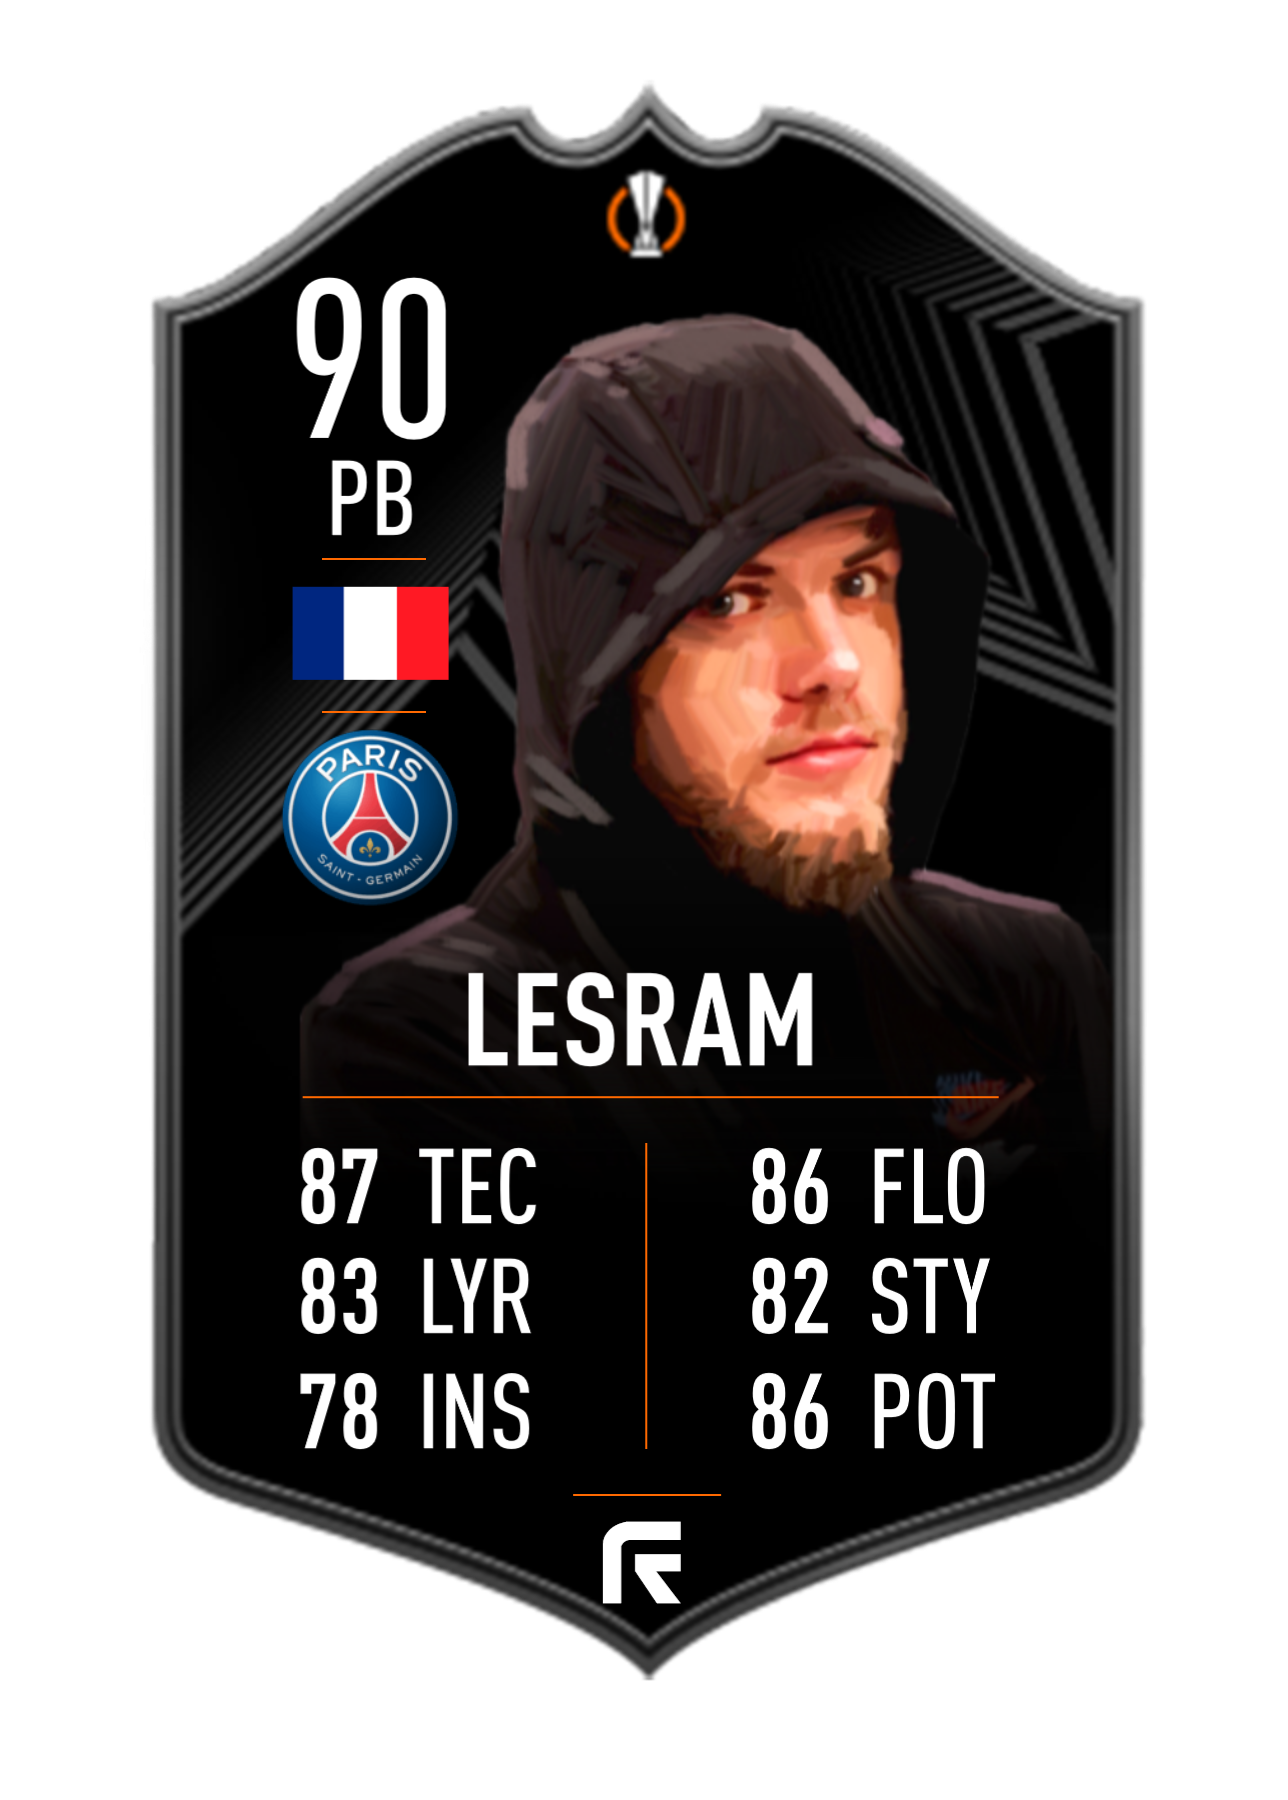 90
PB
PARIS
SAINT - GERMAIN
LESRAM
87 TEC 86 FLO
83 LYR 82 STY
78 INS 86 POT